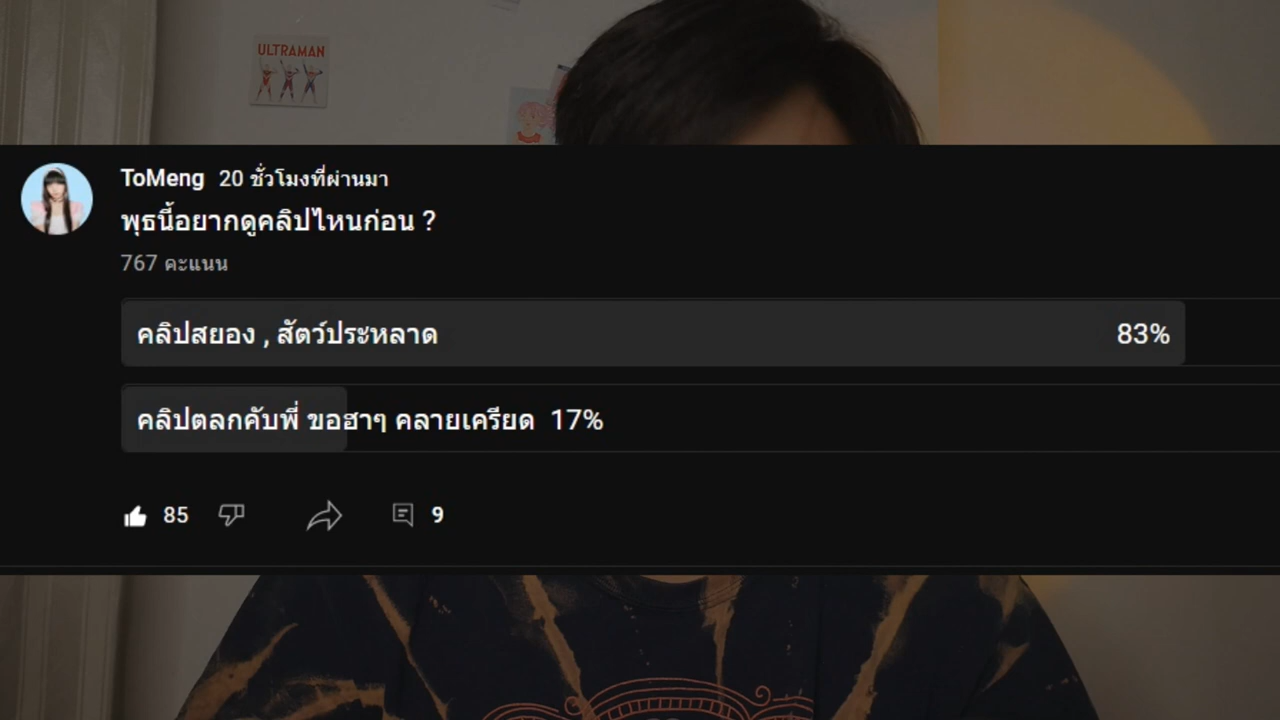 ULTRAMAN
ToMeng 20 ชั่วโมงที่ผ่านมา
พุธนี้อยากดูคลิปไหนก่อน ?
767 คะแนน
คลิปสยอง , สัตว์ประหลาด 83%
คลิปตลกคับพี่ ขอฮาๆ คลายเครียด 17%
85 9